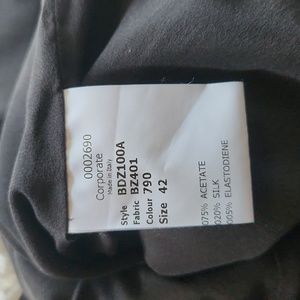 0002690
Corporate
Made in Italy
Style BDZ100A
Fabric BZ401
Colour 790
Size 42
075% ACETATE
020% SILK
005% ELASTODIENE